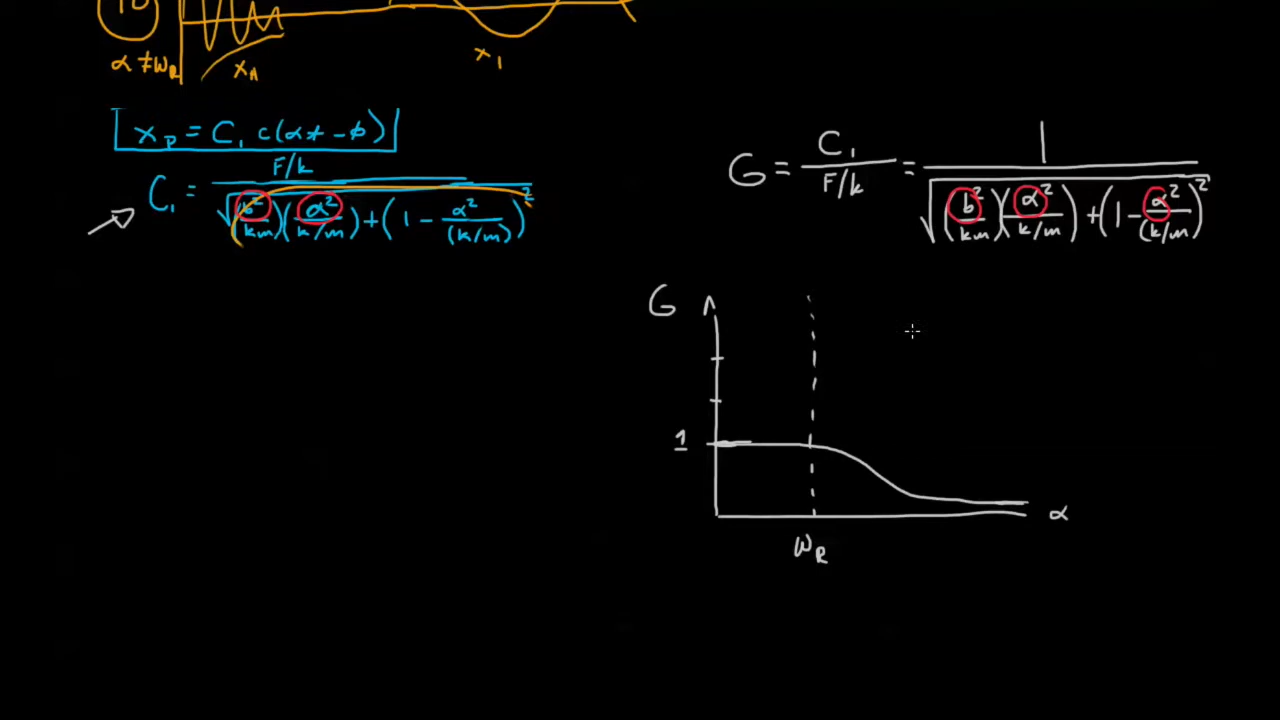 α ≠ ω_R
x_A
x_1
x_P = C_1 c(αt - ϕ)
C_1 = F/k / √((b²/km)(α²/k/m) + (1 - α²/(k/m))²)
G = C_1 / F/k = 1 / √((b²/km)(α²/k/m) + (1 - α²/(k/m))²)
G
1
α
ω_R